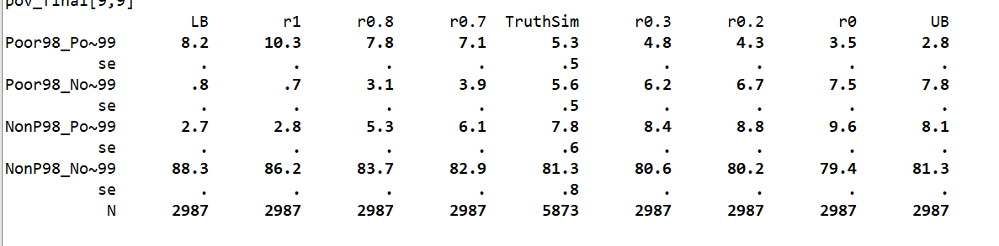 pov_final[9,9]
LB r1 r0.8 r0.7 TruthSim r0.3 r0.2 r0 UB
Poor98_Po~99 8.2 10.3 7.8 7.1 5.3 4.8 4.3 3.5 2.8
se . . . . .5 . . . .
Poor98_No~99 .8 .7 3.1 3.9 5.6 6.2 6.7 7.5 7.8
se . . . . .5 . . . .
NonP98_Po~99 2.7 2.8 5.3 6.1 7.8 8.4 8.8 9.6 8.1
se . . . . .6 . . . .
NonP98_No~99 88.3 86.2 83.7 82.9 81.3 80.6 80.2 79.4 81.3
se . . . . .8 . . . .
N 2987 2987 2987 2987 5873 2987 2987 2987 2987